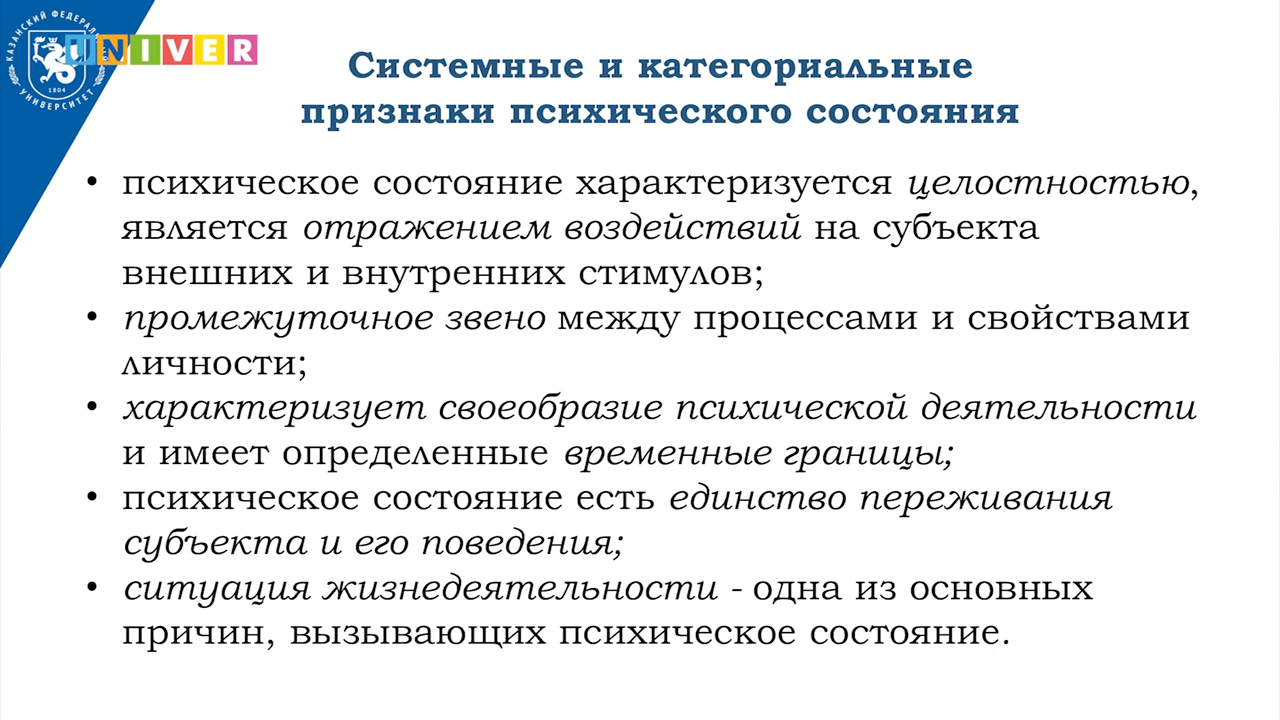 КАЗАНСКИЙ ФЕДЕРАЛЬ
УНИВЕРСИТЕТ
1804
UNIVER
Системные и категориальные
признаки психического состояния
• психическое состояние характеризуется целостностью,
является отражением воздействий на субъекта
внешних и внутренних стимулов;
• промежуточное звено между процессами и свойствами
личности;
• характеризует своеобразие психической деятельности
и имеет определенные временные границы;
• психическое состояние есть единство переживания
субъекта и его поведения;
• ситуация жизнедеятельности - одна из основных
причин, вызывающих психическое состояние.